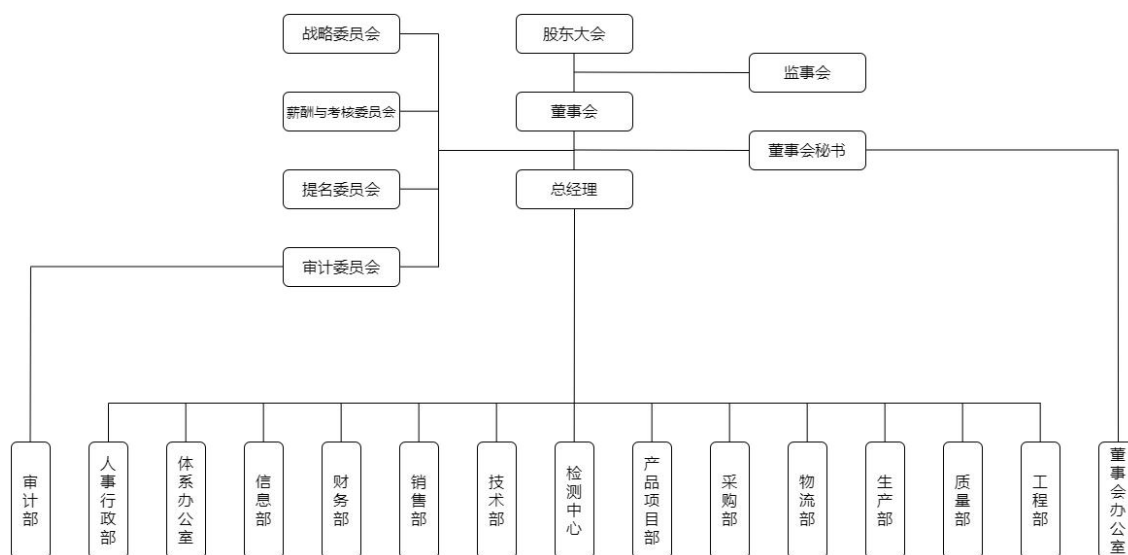 战略委员会
股东大会
监事会
薪酬与考核委员会
董事会
董事会秘书
提名委员会
总经理
审计委员会
审计部
人事行政部
体系办公室
信息部
财务部
销售部
技术部
检测中心
产品项目部
采购部
物流部
生产部
质量部
工程部
董事会办公室